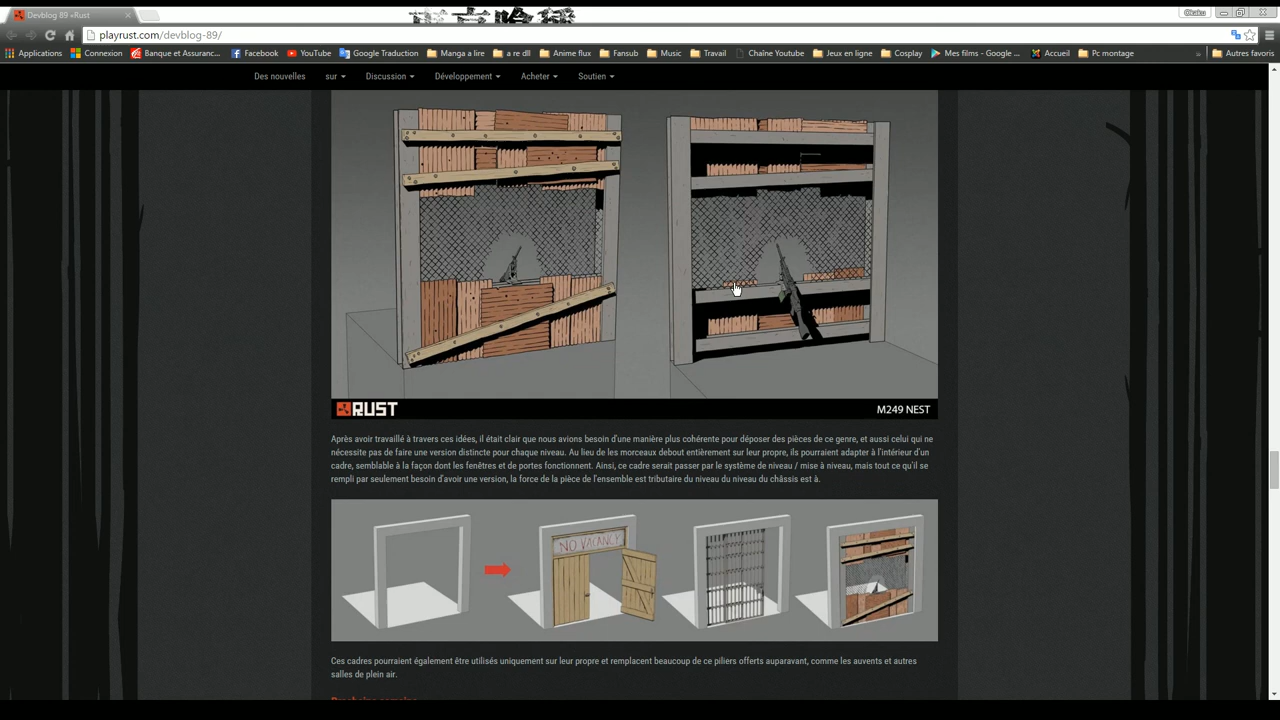 Devblog 89 «Rust
Okaku
playrust.com/devblog-89/
Applications Connexion Banque et Assuranc... Facebook YouTube Google Traduction Manga a lire a re dll Anime flux Fansub Music Travail Chaîne Youtube Jeux en ligne Cosplay Mes films - Google ... Accueil Pc montage » Autres favoris
Des nouvelles sur Discussion Développement Acheter Soutien
RUST M249 NEST
Après avoir travaillé à travers ces idées, il était clair que nous avions besoin d'une manière plus cohérente pour déposer des pièces de ce genre, et aussi celui qui ne
nécessite pas de faire une version distincte pour chaque niveau. Au lieu de les morceaux debout entièrement sur leur propre, ils pourraient adapter à l'intérieur d'un
cadre, semblable à la façon dont les fenêtres et de portes fonctionnent. Ainsi, ce cadre serait passer par le système de niveau / mise à niveau, mais tout ce qu'il se
rempli par seulement besoin d'avoir une version, la force de la pièce de l'ensemble est tributaire du niveau du niveau du châssis est à.
NO VACANCY
Ces cadres pourraient également être utilisés uniquement sur leur propre et remplacent beaucoup de ce piliers offerts auparavant, comme les auvents et autres
salles de plein air.